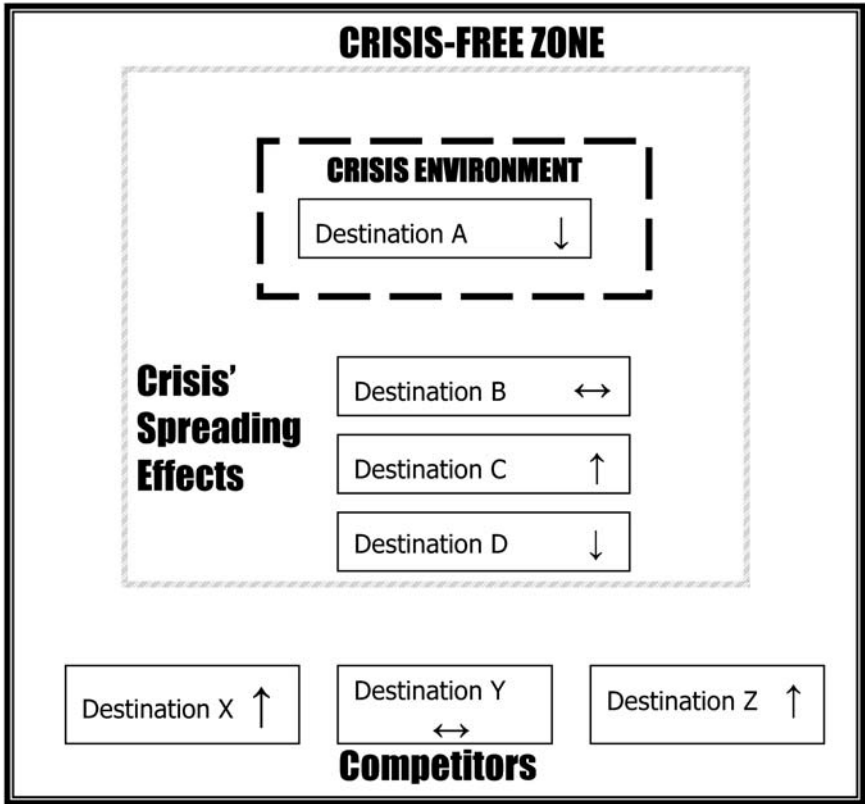 CRISIS-FREE ZONE
CRISIS ENVIRONMENT
Destination A ↓
Crisis’
Spreading
Effects
Destination B ↔
Destination C ↑
Destination D ↓
Destination X ↑
Destination Y
↔
Destination Z ↑
Competitors